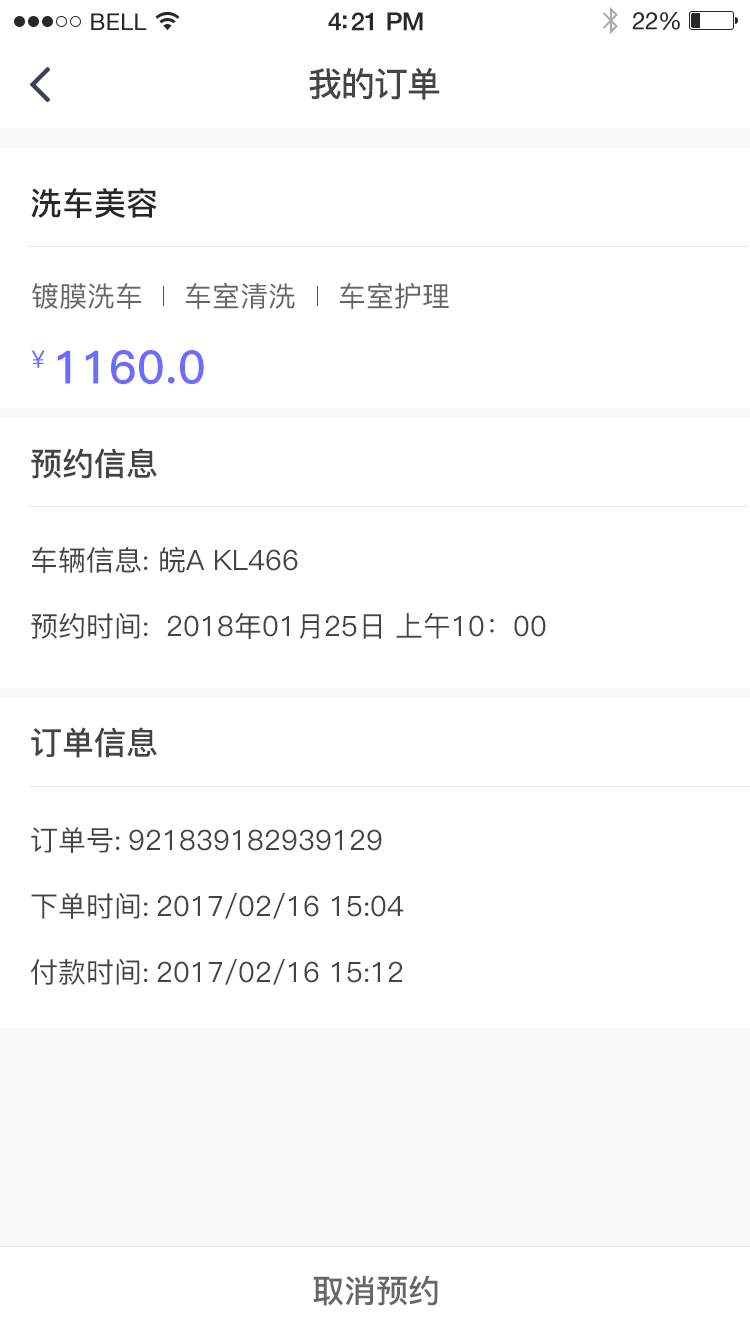 BELL 4:21 PM 22%
我的订单
洗车美容
镀膜洗车 | 车室清洗 | 车室护理
¥ 1160.0
预约信息
车辆信息: 皖A KL466
预约时间: 2018年01月25日 上午10：00
订单信息
订单号: 921839182939129
下单时间: 2017/02/16 15:04
付款时间: 2017/02/16 15:12
取消预约